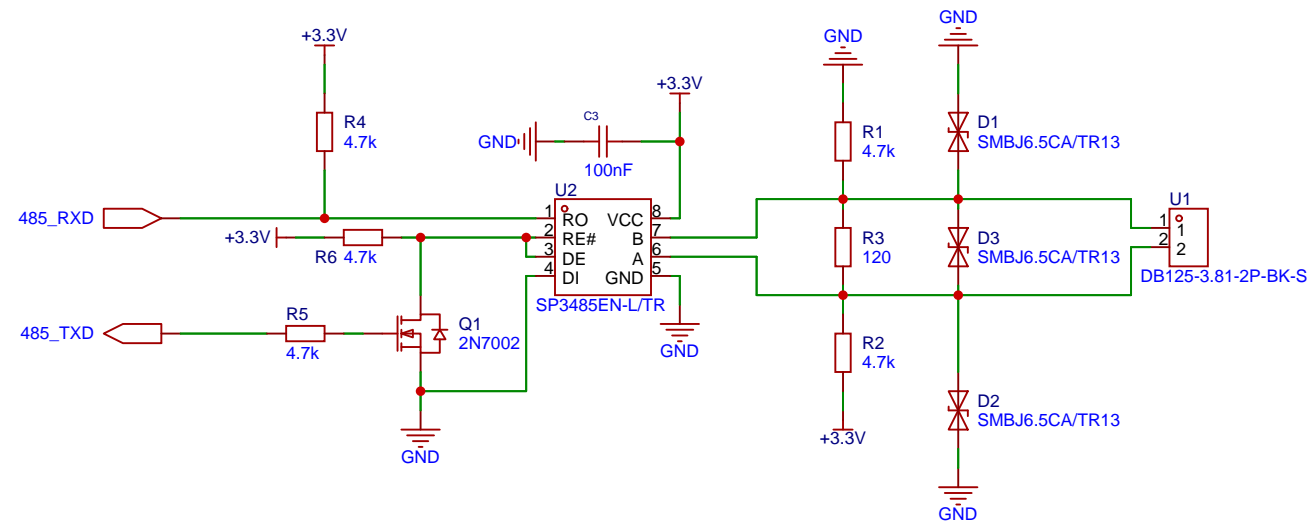 GND
GND
+3.3V
+3.3V
R4
4.7k
C3
GND
100nF
R1
4.7k
D1
SMBJ6.5CA/TR13
U2
485_RXD
1
RO
VCC
8
+3.3V
2
RE#
B
7
R6
4.7k
3
DE
A
6
4
DI
GND
5
SP3485EN-L/TR
R3
120
D3
SMBJ6.5CA/TR13
U1
1
1
2
2
DB125-3.81-2P-BK-S
485_TXD
R5
4.7k
Q1
2N7002
GND
R2
4.7k
+3.3V
D2
SMBJ6.5CA/TR13
GND
GND